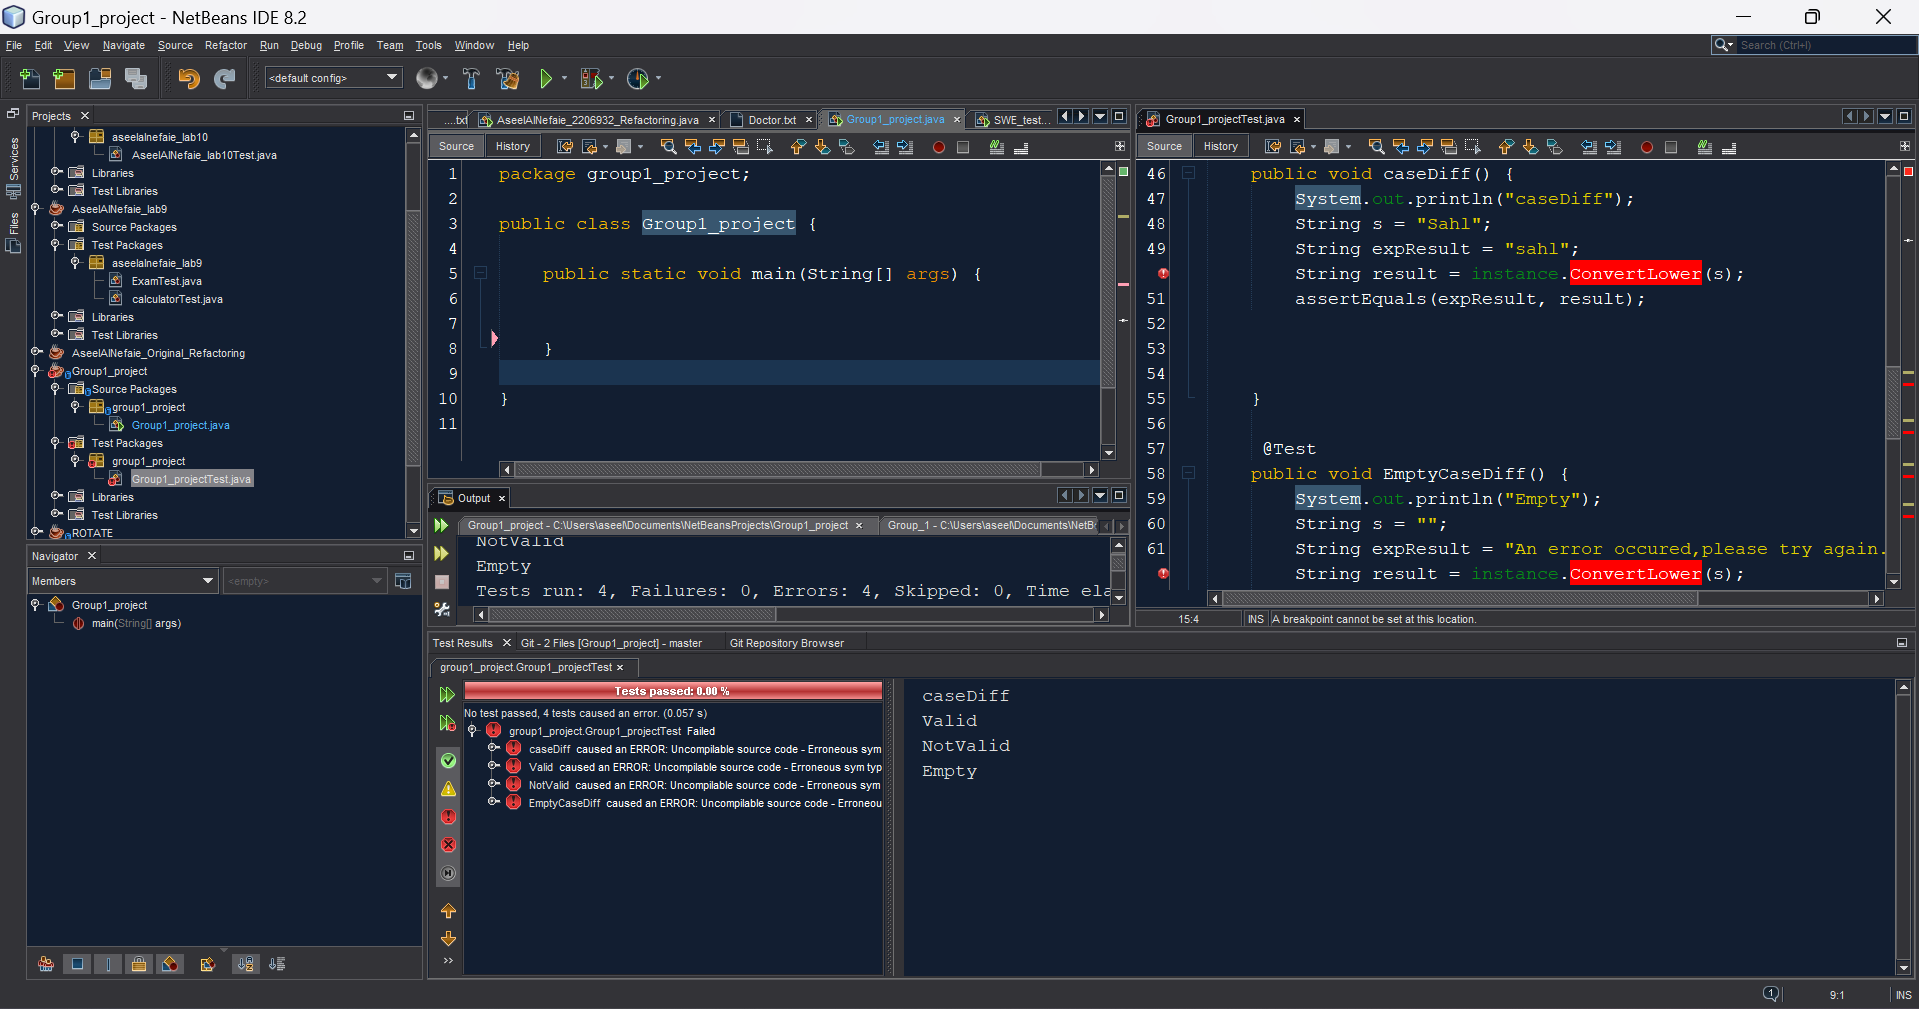 Group1_project - NetBeans IDE 8.2
File Edit View Navigate Source Refactor Run Debug Profile Team Tools Window Help
Search (Ctrl+I)
<default config>
Services
Files
Projects
aseelalnefaie_lab10
AseelAlNefaie_lab10Test.java
Libraries
Test Libraries
AseelAlNefaie_lab9
Source Packages
Test Packages
aseelalnefaie_lab9
ExamTest.java
calculatorTest.java
Libraries
Test Libraries
AseelAlNefaie_Original_Refactoring
Group1_project
Source Packages
group1_project
Group1_project.java
Test Packages
group1_project
Group1_projectTest.java
Libraries
Test Libraries
ROTATE
Navigator
Members
<empty>
Group1_project
main(String[] args)
....txt AseelAlNefaie_2206932_Refactoring.java Doctor.txt Group1_project.java SWE_test...
Source History
1 package group1_project;
2
3 public class Group1_project {
4
5 public static void main(String[] args) {
6
7
8 }
9
10 }
11
Group1_projectTest.java
Source History
46 public void caseDiff() {
47 System.out.println("caseDiff");
48 String s = "Sahl";
49 String expResult = "sahl";
String result = instance.ConvertLower(s);
51 assertEquals(expResult, result);
52
53
54
55 }
56
57 @Test
58 public void EmptyCaseDiff() {
59 System.out.println("Empty");
60 String s = "";
61 String expResult = "An error occured,please try again.
String result = instance.ConvertLower(s);
15:4 INS A breakpoint cannot be set at this location.
Output
Group1_project - C:\Users\aseel\Documents\NetBeansProjects\Group1_project Group_1 - C:\Users\aseel\Documents\NetB
NotValid
Empty
Tests run: 4, Failures: 0, Errors: 4, Skipped: 0, Time ela
Test Results Git - 2 Files [Group1_project] - master Git Repository Browser
group1_project.Group1_projectTest
Tests passed: 0.00 %
No test passed, 4 tests caused an error. (0.057 s)
group1_project.Group1_projectTest Failed
caseDiff caused an ERROR: Uncompilable source code - Erroneous sym
Valid caused an ERROR: Uncompilable source code - Erroneous sym typ
NotValid caused an ERROR: Uncompilable source code - Erroneous sym
EmptyCaseDiff caused an ERROR: Uncompilable source code - Erroneou
caseDiff
Valid
NotValid
Empty
9:1 INS